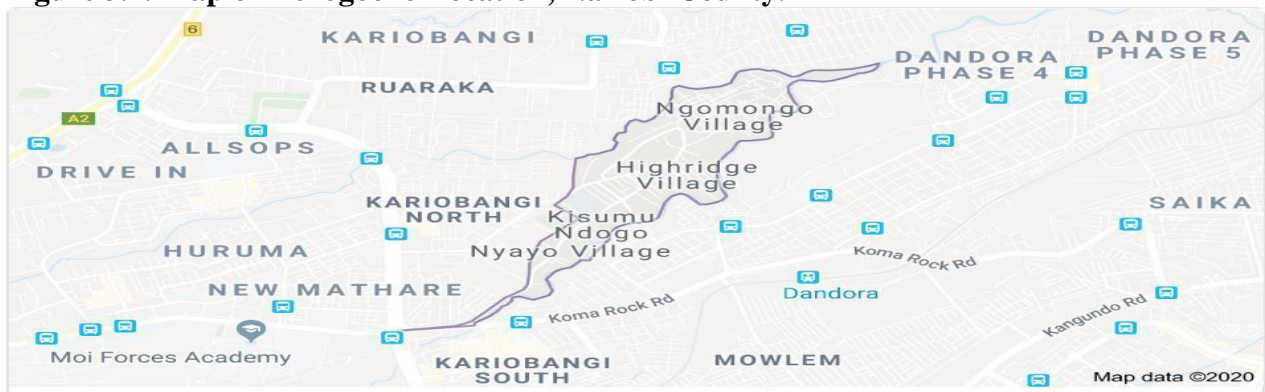 6
KARIOBANGI
DANDORA
PHASE 5
DANDORA
PHASE 4
RUARAKA
Ngomongo
Village
A2
ALLSOPS
DRIVE IN
Highridge
Village
KARIOBANGI
NORTH
SAIKA
Kisumu
Ndogo
HURUMA
Nyayo Village
Koma Rock Rd
NEW MATHARE
Dandora
Koma Rock Rd
Kangundo Rd
Moi Forces Academy
KARIOBANGI
SOUTH
MOWLEM
Map data ©2020